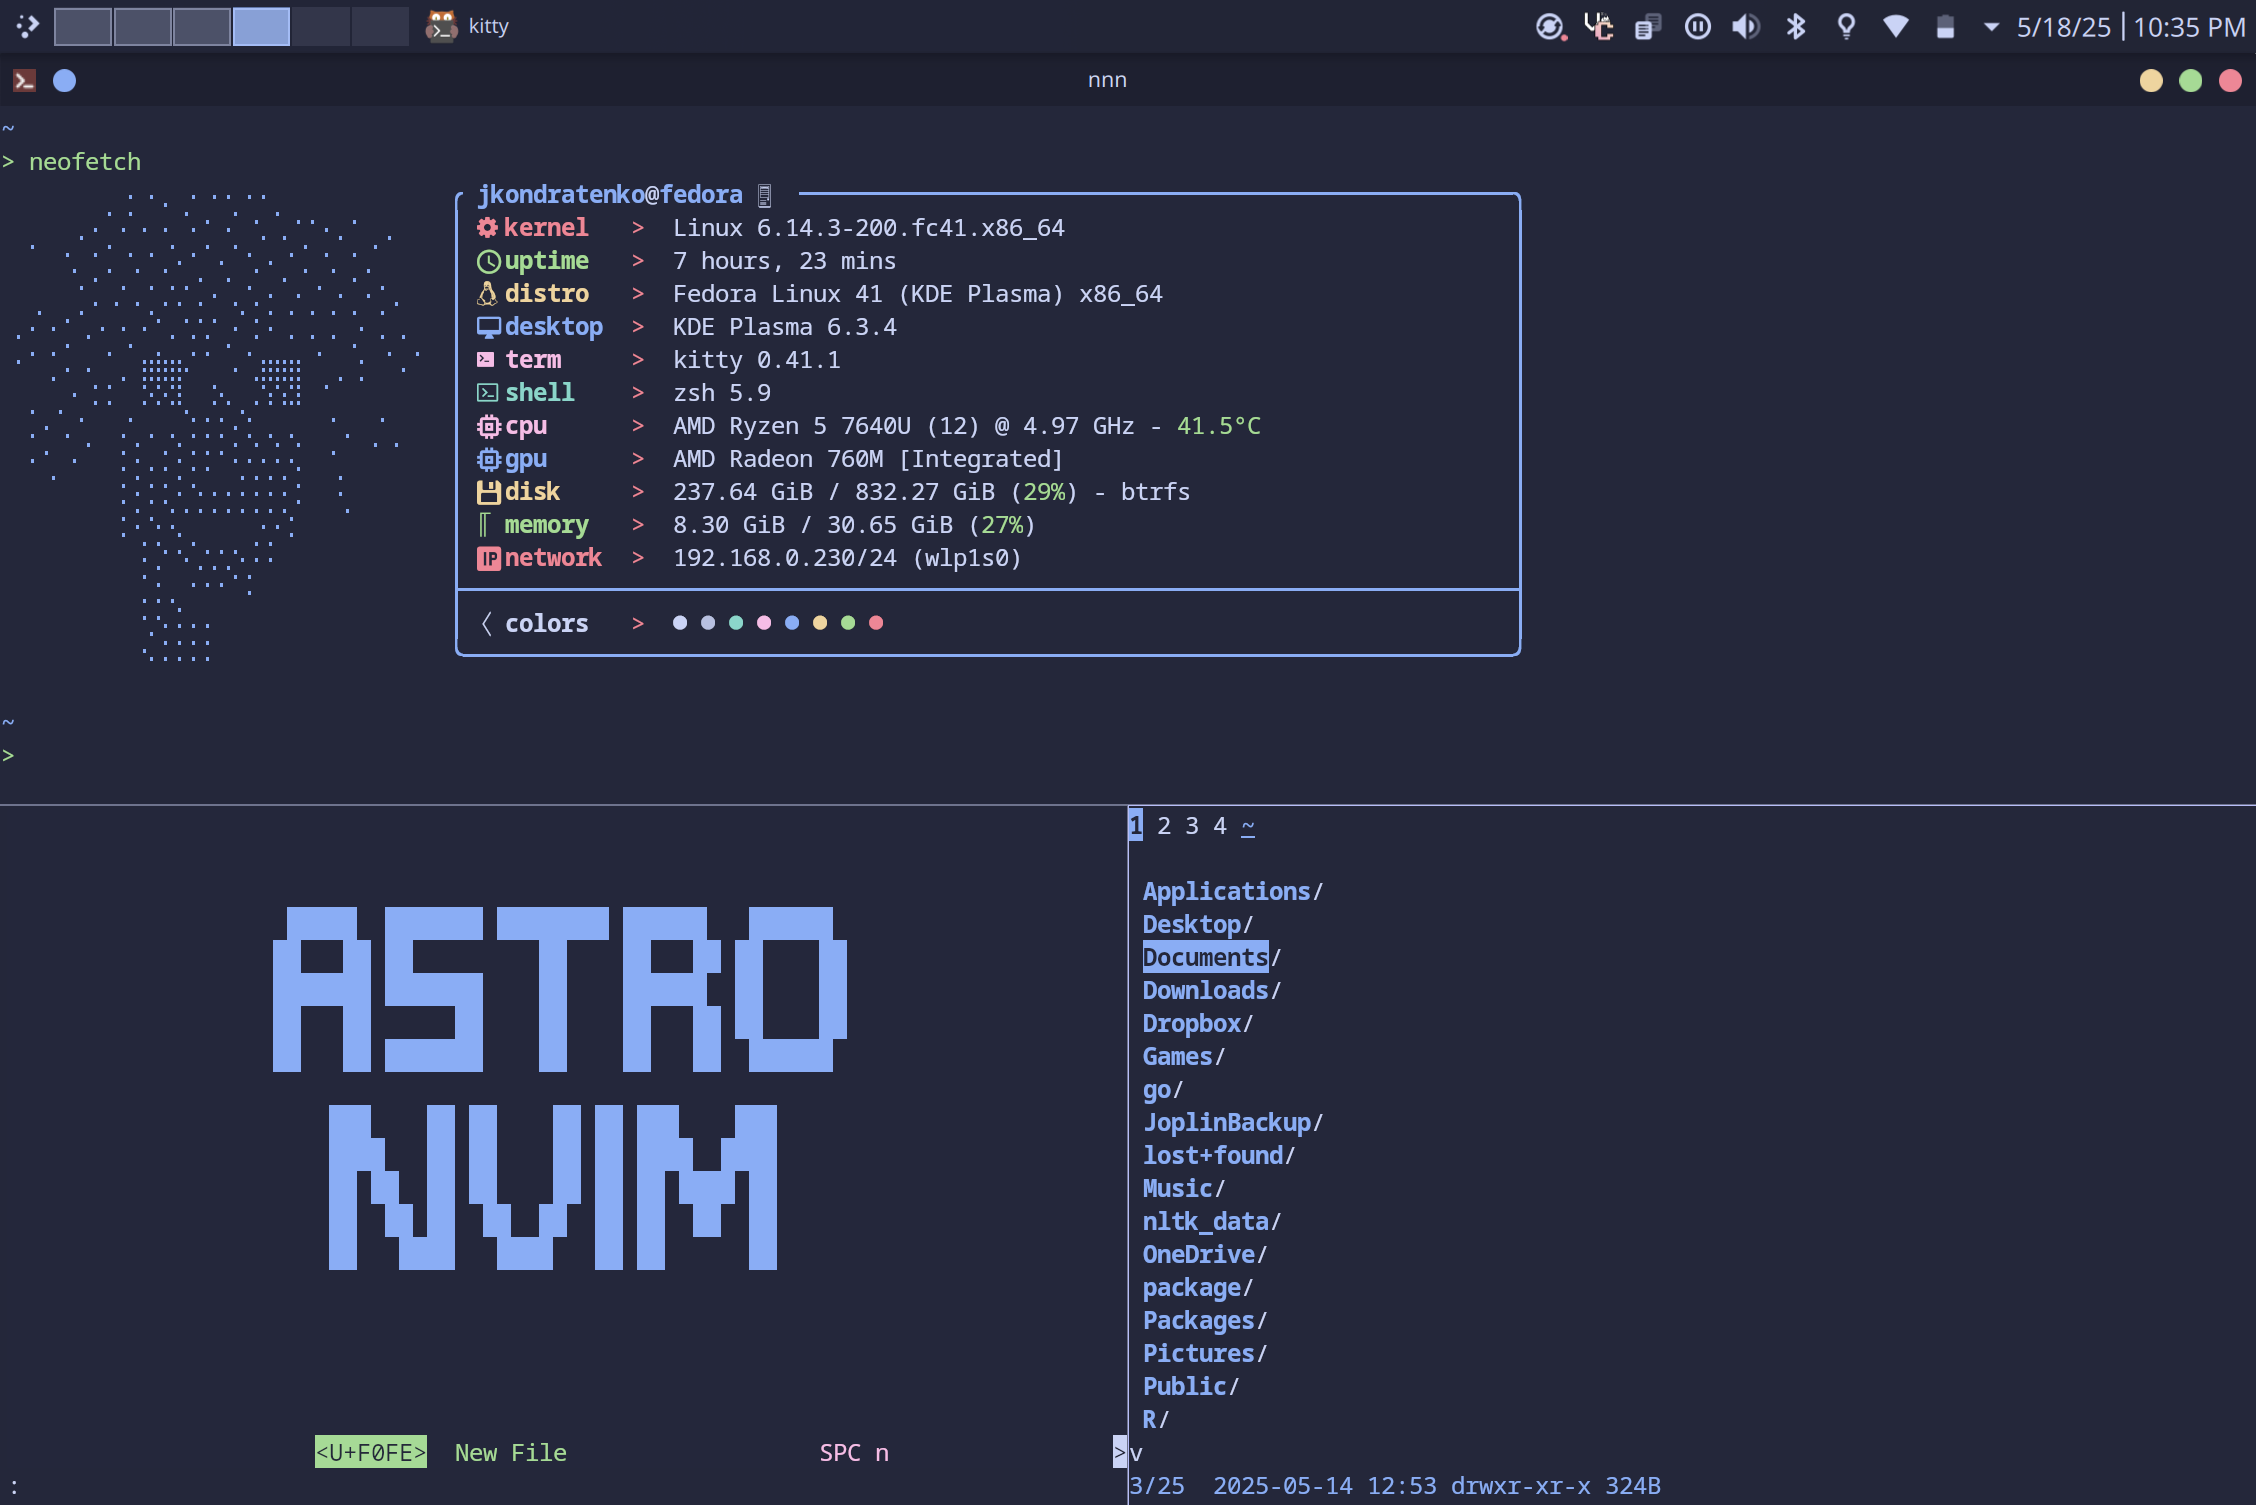 kitty
5/18/25 | 10:35 PM
nnn
~
> neofetch
jkondratenko@fedora
kernel > Linux 6.14.3-200.fc41.x86_64
uptime > 7 hours, 23 mins
distro > Fedora Linux 41 (KDE Plasma) x86_64
desktop > KDE Plasma 6.3.4
term > kitty 0.41.1
shell > zsh 5.9
cpu > AMD Ryzen 5 7640U (12) @ 4.97 GHz - 41.5°C
gpu > AMD Radeon 760M [Integrated]
disk > 237.64 GiB / 832.27 GiB (29%) - btrfs
memory > 8.30 GiB / 30.65 GiB (27%)
IP network > 192.168.0.230/24 (wlp1s0)
colors >
~
>
ASTRO
NVIM
<U+F0FE> New File SPC n
:
1 2 3 4 ~
Applications/
Desktop/
Documents/
Downloads/
Dropbox/
Games/
go/
JoplinBackup/
lost+found/
Music/
nltk_data/
OneDrive/
package/
Packages/
Pictures/
Public/
R/
>v
3/25 2025-05-14 12:53 drwxr-xr-x 324B